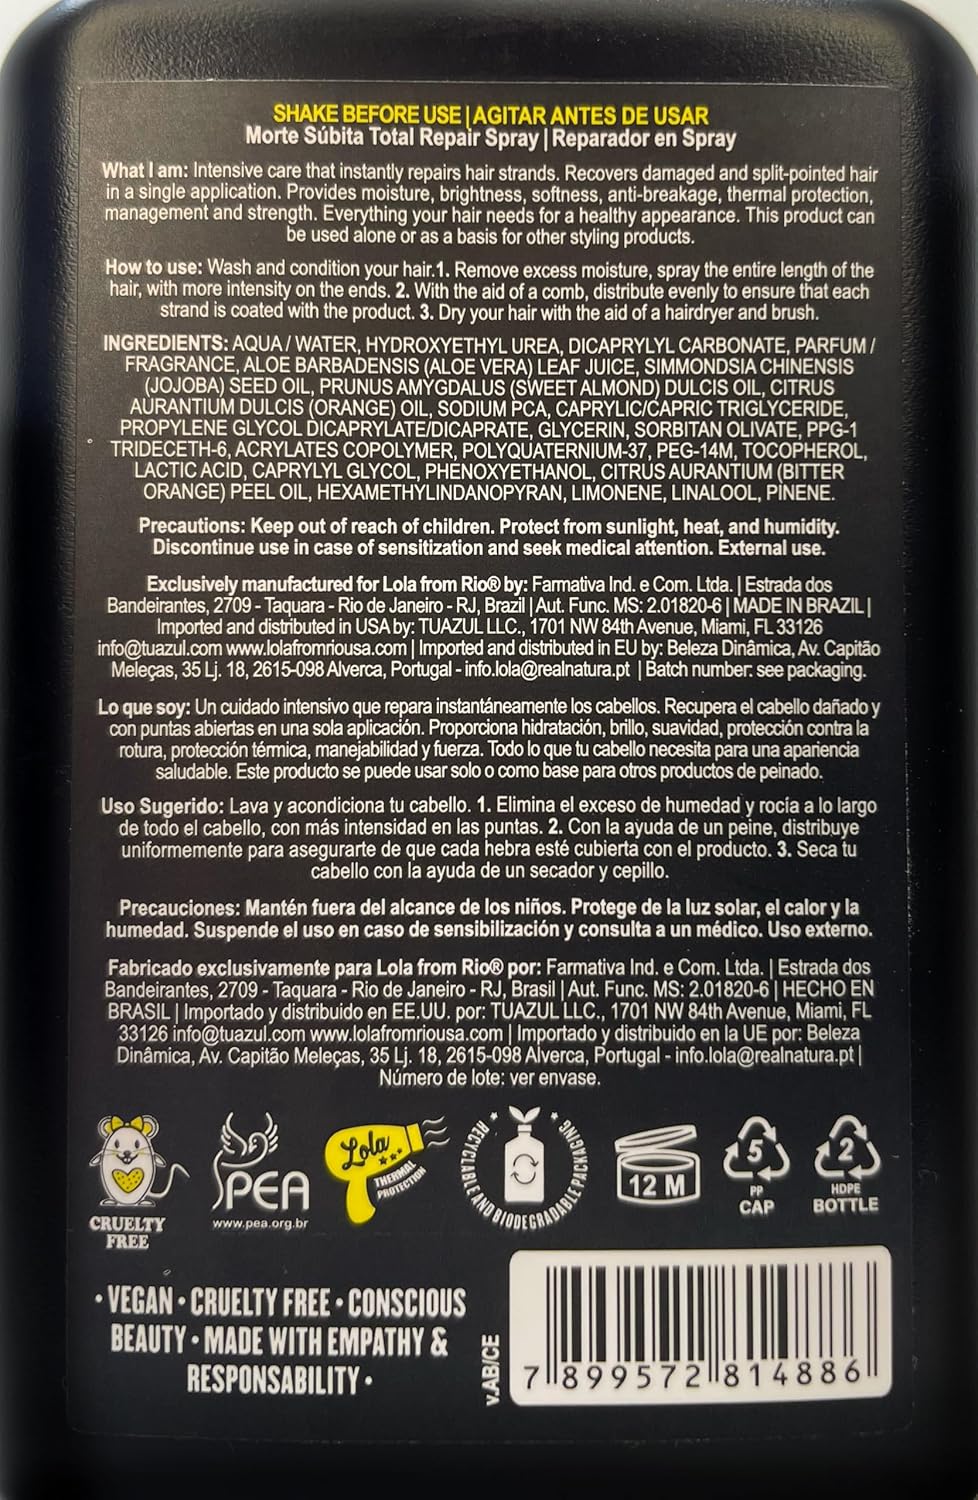 SHAKE BEFORE USE | AGITAR ANTES DE USAR
Morte Súbita Total Repair Spray | Reparador en Spray
What I am: Intensive care that instantly repairs hair strands. Recovers damaged and split-pointed hair
in a single application. Provides moisture, brightness, softness, anti-breakage, thermal protection,
management and strength. Everything your hair needs for a healthy appearance. This product can
be used alone or as a basis for other styling products.
How to use: Wash and condition your hair.1. Remove excess moisture, spray the entire length of the
hair, with more intensity on the ends. 2. With the aid of a comb, distribute evenly to ensure that each
strand is coated with the product. 3. Dry your hair with the aid of a hairdryer and brush.
INGREDIENTS: AQUA / WATER, HYDROXYETHYL UREA, DICAPRYLYL CARBONATE, PARFUM /
FRAGRANCE, ALOE BARBADENSIS (ALOE VERA) LEAF JUICE, SIMMONDSIA CHINENSIS
(JOJOBA) SEED OIL, PRUNUS AMYGDALUS (SWEET ALMOND) DULCIS OIL, CITRUS
AURANTIUM DULCIS (ORANGE) OIL, SODIUM PCA, CAPRYLIC/CAPRIC TRIGLYCERIDE,
PROPYLENE GLYCOL DICAPRYLATE/DICAPRATE, GLYCERIN, SORBITAN OLIVATE, PPG-1
TRIDECETH-6, ACRYLATES COPOLYMER, POLYQUATERNIUM-37, PEG-14M, TOCOPHEROL,
LACTIC ACID, CAPRYLYL GLYCOL, PHENOXYETHANOL, CITRUS AURANTIUM (BITTER
ORANGE) PEEL OIL, HEXAMETHYLINDANOPYRAN, LIMONENE, LINALOOL, PINENE.
Precautions: Keep out of reach of children. Protect from sunlight, heat, and humidity.
Discontinue use in case of sensitization and seek medical attention. External use.
Exclusively manufactured for Lola from Rio® by: Farmativa Ind. e Com. Ltda. | Estrada dos
Bandeirantes, 2709 - Taquara - Rio de Janeiro - RJ, Brazil | Aut. Func. MS: 2.01820-6 | MADE IN BRAZIL |
Imported and distributed in USA by: TUAZUL LLC., 1701 NW 84th Avenue, Miami, FL 33126
info@tuazul.com www.lolafromriousa.com | Imported and distributed in EU by: Beleza Dinâmica, Av. Capitão
Meleças, 35 Lj. 18, 2615-098 Alverca, Portugal - info.lola@realnatura.pt | Batch number: see packaging.
Lo que soy: Un cuidado intensivo que repara instantáneamente los cabellos. Recupera el cabello dañado y
con puntas abiertas en una sola aplicación. Proporciona hidratación, brillo, suavidad, protección contra la
rotura, protección térmica, manejabilidad y fuerza. Todo lo que tu cabello necesita para una apariencia
saludable. Este producto se puede usar solo o como base para otros productos de peinado.
Uso Sugerido: Lava y acondiciona tu cabello. 1. Elimina el exceso de humedad y rocía a lo largo
de todo el cabello, con más intensidad en las puntas. 2. Con la ayuda de un peine, distribuye
uniformemente para asegurarte de que cada hebra esté cubierta con el producto. 3. Seca tu
cabello con la ayuda de un secador y cepillo.
Precauciones: Mantén fuera del alcance de los niños. Protege de la luz solar, el calor y la
humedad. Suspende el uso en caso de sensibilización y consulta a un médico. Uso externo.
Fabricado exclusivamente para Lola from Rio® por: Farmativa Ind. e Com. Ltda. | Estrada dos
Bandeirantes, 2709 - Taquara - Rio de Janeiro - RJ, Brasil | Aut. Func. MS: 2.01820-6 | HECHO EN
BRASIL | Importado y distribuido en EE.UU. por: TUAZUL LLC., 1701 NW 84th Avenue, Miami, FL
33126 info@tuazul.com www.lolafromriousa.com | Importado y distribuido en la UE por: Beleza
Dinâmica, Av. Capitão Meleças, 35 Lj. 18, 2615-098 Alverca, Portugal - info.lola@realnatura.pt |
Número de lote: ver envase.
CRUELTY
FREE
PEA
www.pea.org.br
Lola
THERMAL
PROTECTION
RECYCLABLE AND BIODEGRADABLE PACKAGING
12 M
5
PP
CAP
2
HDPE
BOTTLE
• VEGAN • CRUELTY FREE • CONSCIOUS
BEAUTY • MADE WITH EMPATHY &
RESPONSABILITY •
v.AB/CE
7 899572 814886